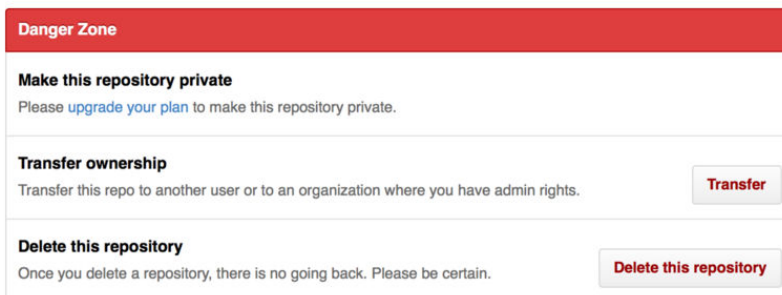 Danger Zone
Make this repository private
Please upgrade your plan to make this repository private.
Transfer ownership
Transfer this repo to another user or to an organization where you have admin rights.
Transfer
Delete this repository
Once you delete a repository, there is no going back. Please be certain.
Delete this repository